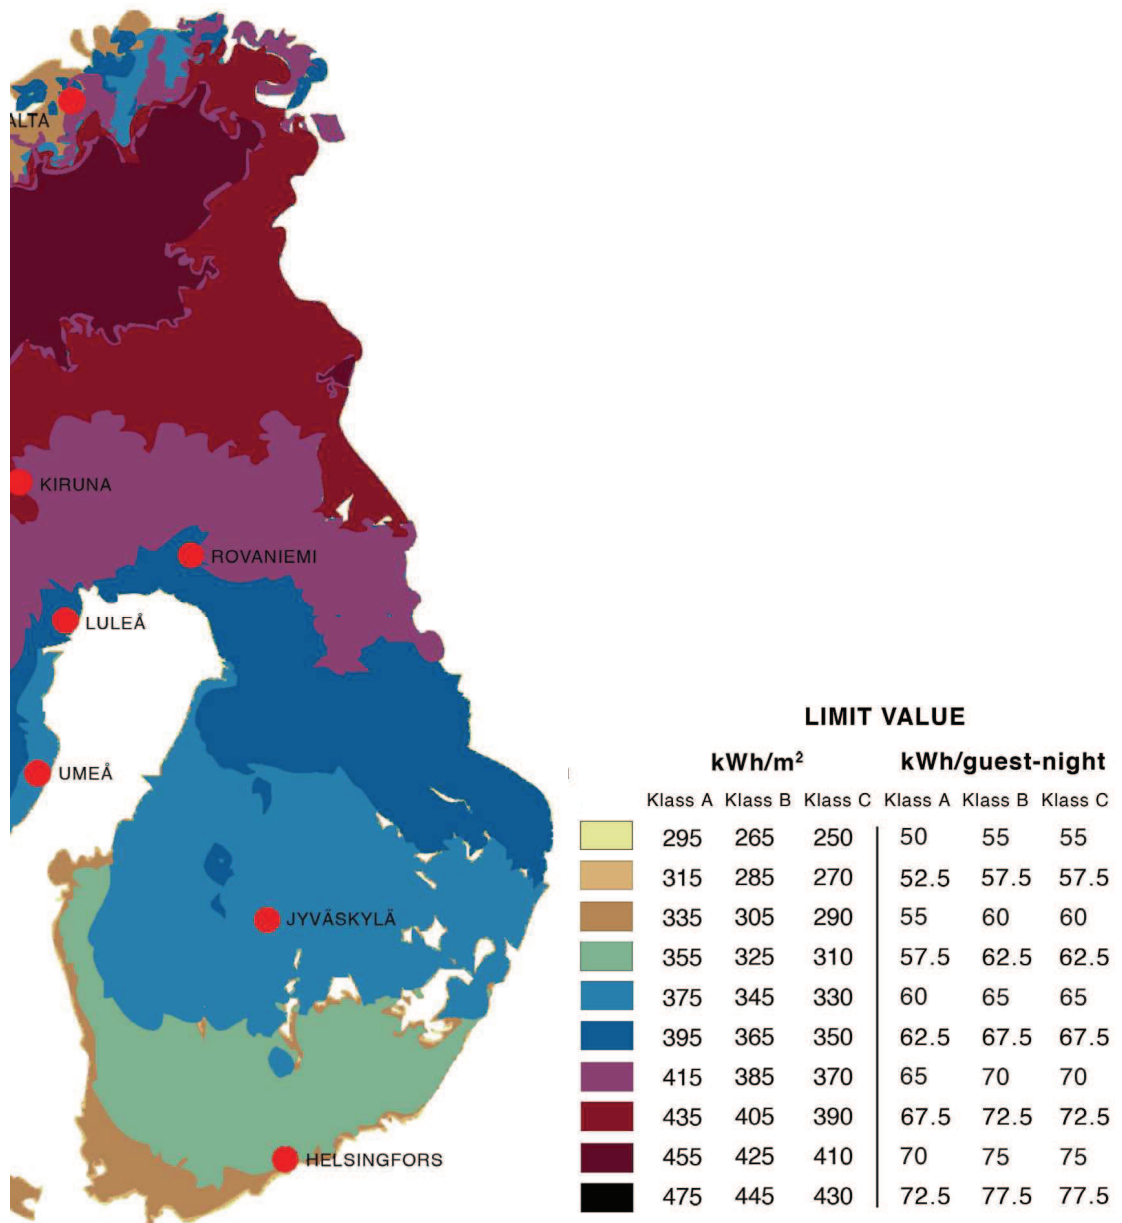 ALTA
KIRUNA
ROVANIEMI
LULEÅ
UMEÅ
JYVÄSKYLÄ
HELSINGFORS
LIMIT VALUE
kWh/m² kWh/guest-night
Klass A Klass B Klass C Klass A Klass B Klass C
295 265 250 50 55 55
315 285 270 52.5 57.5 57.5
335 305 290 55 60 60
355 325 310 57.5 62.5 62.5
375 345 330 60 65 65
395 365 350 62.5 67.5 67.5
415 385 370 65 70 70
435 405 390 67.5 72.5 72.5
455 425 410 70 75 75
475 445 430 72.5 77.5 77.5